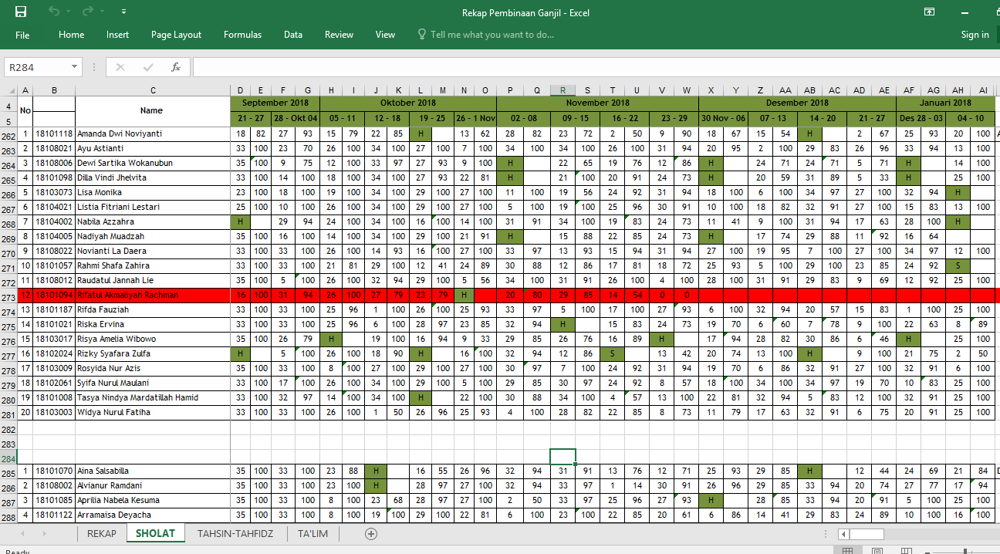 Rekap Pembinaan Ganjil - Excel
File Home Insert Page Layout Formulas Data Review View Tell me what you want to do... Sign in
R284 fx
A B C D E F G H I J K L M N O P Q R S T U V W X Y Z AA AB AC AD AE AF AG AH AI
4 No Name September 2018 Oktober 2018 November 2018 Desember 2018 Januari 2018
5 21 - 27 28 - Okt 04 05 - 11 12 - 18 19 - 25 26 - 1 Nov 02 - 08 09 - 15 16 - 22 23 - 29 30 Nov - 06 07 - 13 14 - 20 21 - 27 Des 28 - 03 04 - 10
262 1 18101118 Amanda Dwi Noviyanti 18 82 27 93 15 79 22 85 H 13 62 28 82 23 72 2 50 9 90 18 67 15 54 H 2 67 25 93 20 100
263 2 18108021 Ayu Astianti 33 100 23 70 26 100 34 100 27 100 7 100 34 100 34 100 26 100 31 94 20 95 2 100 29 83 26 96 33 94 13 100
264 3 18108006 Dewi Sartika Wokanubun 35 100 9 75 12 100 33 97 27 93 9 100 H 22 65 19 76 12 86 H 24 71 24 71 5 71 H 14 100
265 4 18101098 Dilla Vindi Jhelvita 33 100 14 100 18 100 34 100 27 93 22 81 H 21 100 20 91 24 73 H 20 59 31 89 5 33 H 25 100
266 5 18103073 Lisa Monika 23 100 18 100 19 100 34 100 29 100 27 100 11 100 19 56 24 92 31 94 18 100 6 100 34 97 27 100 32 94 H
267 6 18104021 Listia Fitriani Lestari 25 100 10 100 26 100 34 100 29 100 27 100 5 100 19 100 25 96 30 91 10 100 18 82 32 91 27 100 15 83 13 100
268 7 18104002 Nabila Azzahra H 29 94 24 100 34 100 16 100 14 100 31 91 34 100 19 83 24 73 11 41 9 100 31 94 17 63 28 100 H
269 8 18104005 Nadiyah Muadzah 35 100 16 100 14 100 34 100 29 100 21 91 H 15 88 22 85 24 73 H 17 74 29 88 11 92 16 64
270 9 18108022 Novianti La Daera 33 100 33 100 26 100 14 93 16 100 27 100 33 97 13 93 15 94 31 94 27 100 19 95 7 100 27 100 34 97 12 100
271 10 18101057 Rahmi Shafa Zahira 33 100 33 100 21 81 29 100 12 41 24 89 30 88 12 86 17 81 18 72 25 93 5 100 29 100 23 85 24 92 S
272 11 18108012 Raudatul Jannah Lie 35 100 5 100 26 100 32 94 29 100 5 56 34 100 31 91 26 100 4 100 28 100 31 91 29 83 9 69 12 92 25 100
273 12 18101094 Rifatul Akmaliyah Rachman 16 100 31 94 26 100 27 79 23 79 H 20 80 29 85 14 54 0 0
274 13 18101187 Rifda Fauziah 33 100 33 100 25 96 1 100 26 100 25 93 33 97 5 100 17 100 27 93 6 100 32 94 20 57 15 83 1 100 25 100
275 14 18101021 Riska Ervina 33 100 33 100 25 96 6 100 28 97 23 85 32 94 H 15 83 24 73 19 70 6 60 7 78 9 100 22 63 8 89
276 15 18103017 Risya Amelia Wibowo 35 100 26 79 H 19 100 16 94 9 33 29 85 26 76 16 89 H 17 94 28 82 30 86 6 46 H 25 100
277 16 18102024 Rizky Syafara Zulfa H 5 100 26 100 18 90 H 16 100 32 94 12 86 S 13 42 20 74 13 100 H 9 100 21 75 2 50
278 17 18103009 Rosyida Nur Azis 35 100 33 100 8 100 27 100 29 100 27 100 30 97 7 100 24 92 31 94 19 70 6 86 32 91 27 100 32 91 6 100
279 18 18102061 Syifa Nurul Maulani 33 100 17 100 26 100 34 100 29 100 5 100 29 85 30 97 24 92 8 57 18 100 34 100 34 97 19 70 10 83 25 100
280 19 18101008 Tasya Nindya Mardatillah Hamid 33 100 32 97 14 100 34 100 H 22 100 30 88 34 100 4 57 13 100 22 81 32 94 5 83 12 100 32 91 25 100
281 20 18103003 Widya Nurul Fatiha 33 100 33 100 26 100 1 50 26 96 25 93 4 100 28 82 22 85 8 73 11 79 17 63 32 91 6 75 20 91 25 100
282
283
284
285 1 18101070 Aina Salsabilla 35 100 33 100 23 88 H 16 55 26 96 32 94 31 91 13 76 12 71 25 93 29 85 H 12 44 24 69 21 84
286 2 18108002 Alvianur Ramdani 35 100 33 100 23 100 H 28 97 27 100 32 94 33 97 1 14 30 91 26 96 29 85 33 94 20 74 27 77 17 94
287 3 18101085 Aprilia Nabela Kesuma 35 100 33 100 8 100 23 68 28 97 27 100 2 50 33 97 25 96 27 93 H 28 85 33 94 20 91 5 100 25 100
288 4 18101122 Arramaisa Deyacha 35 100 33 100 8 100 19 100 29 100 22 81 6 100 23 100 22 85 20 61 6 86 14 41 29 83 24 89 10 100 16 100
REKAP SHOLAT TAHSIN-TAHFIDZ TA'LIM
Ready